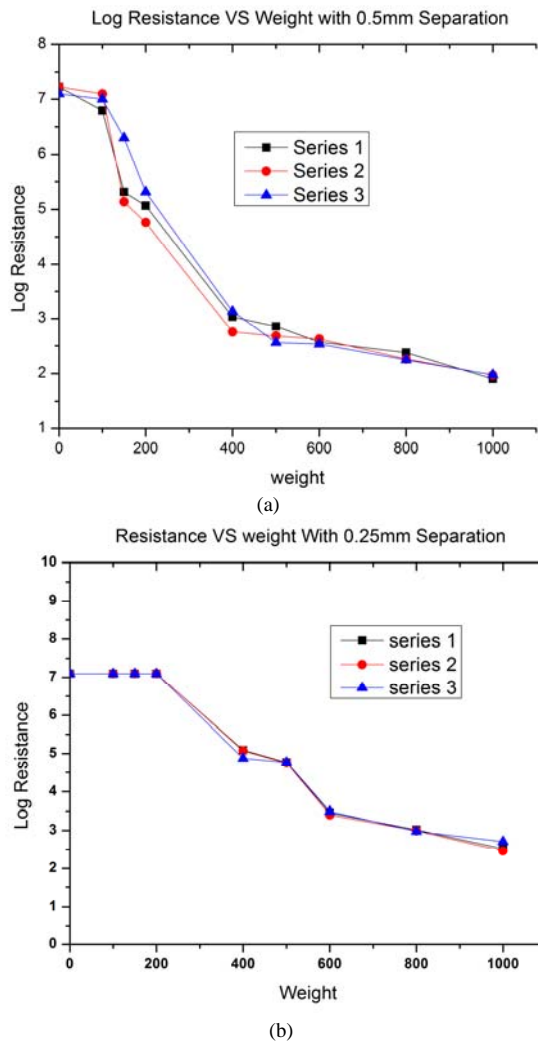 Log Resistance VS Weight with 0.5mm Separation
8
7
6
5
4
3
2
1
Log Resistance
Series 1
Series 2
Series 3
0 200 400 600 800 1000
weight
(a)
Resistance VS weight With 0.25mm Separation
10
9
8
7
6
5
4
3
2
1
0
Log Resistance
series 1
series 2
series 3
0 200 400 600 800 1000
Weight
(b)